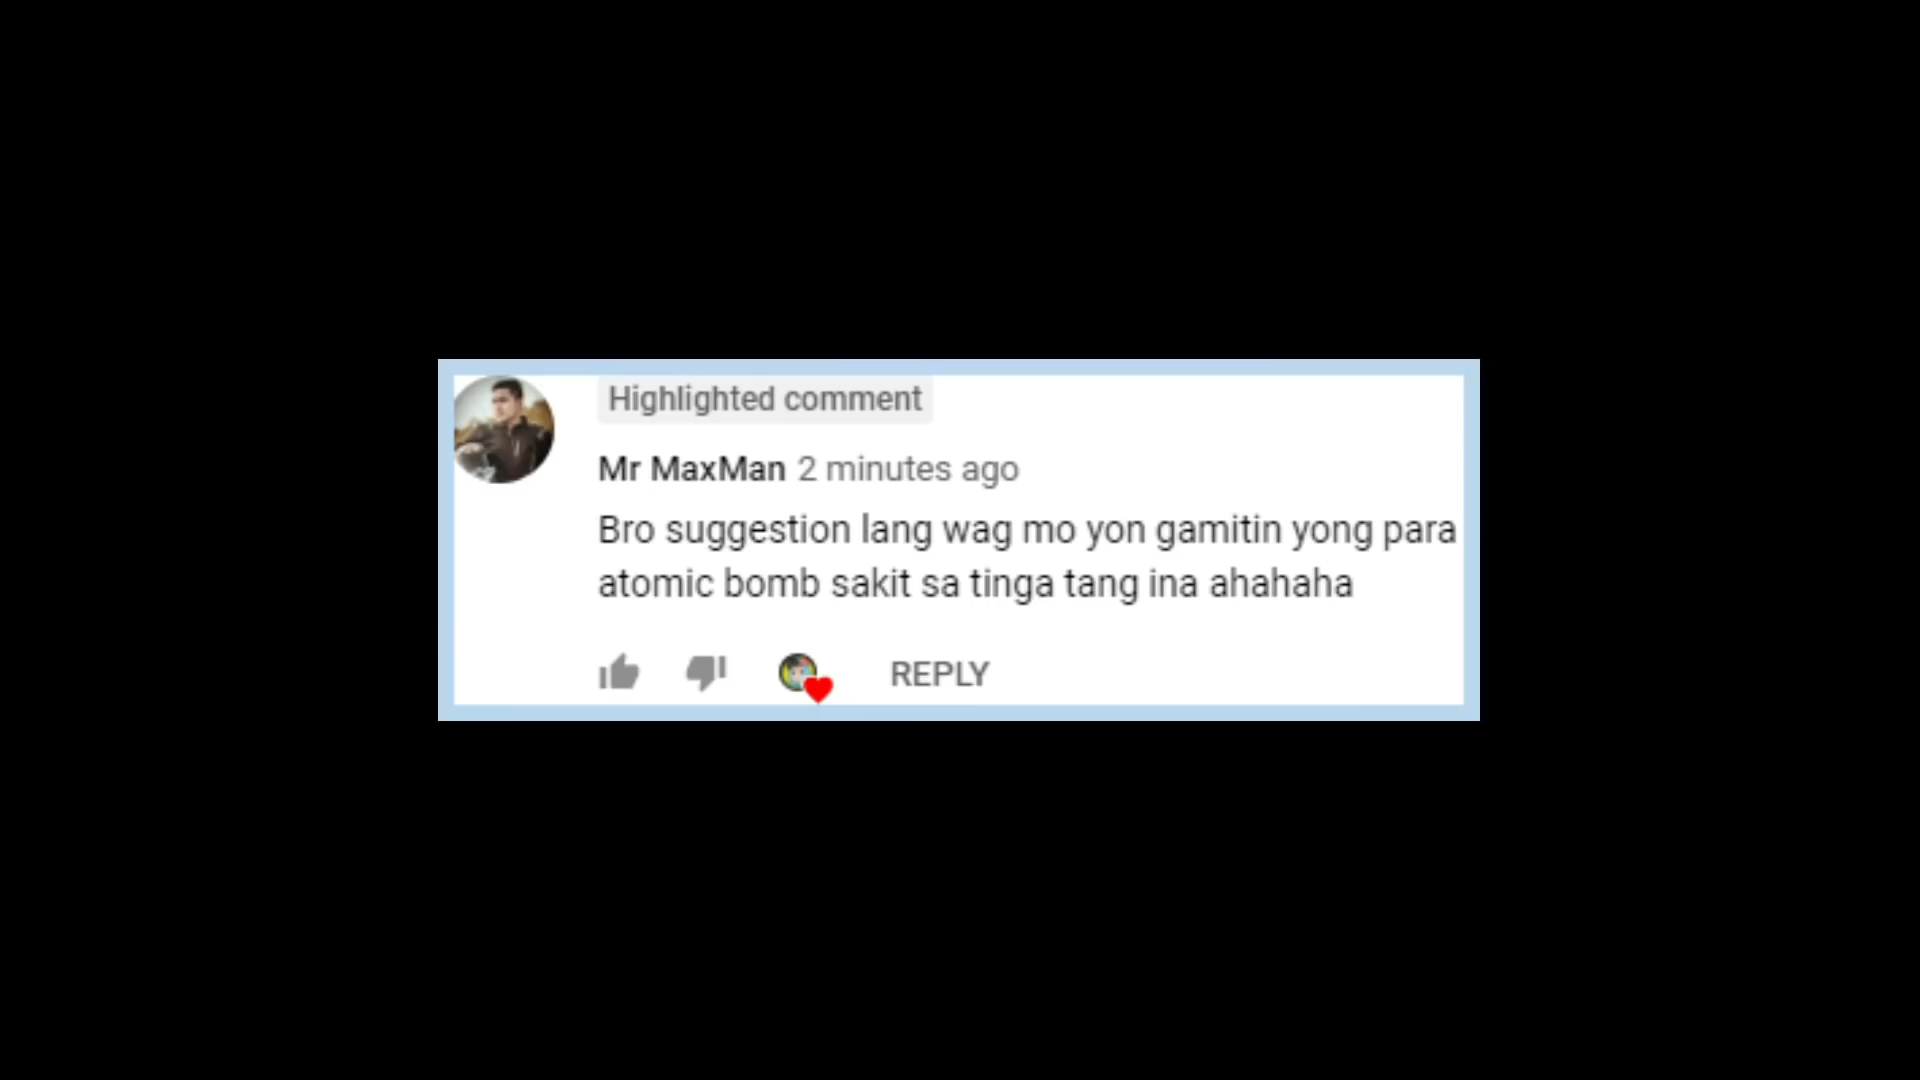 Highlighted comment
Mr MaxMan 2 minutes ago
Bro suggestion lang wag mo yon gamitin yong para
atomic bomb sakit sa tinga tang ina ahahaha
REPLY